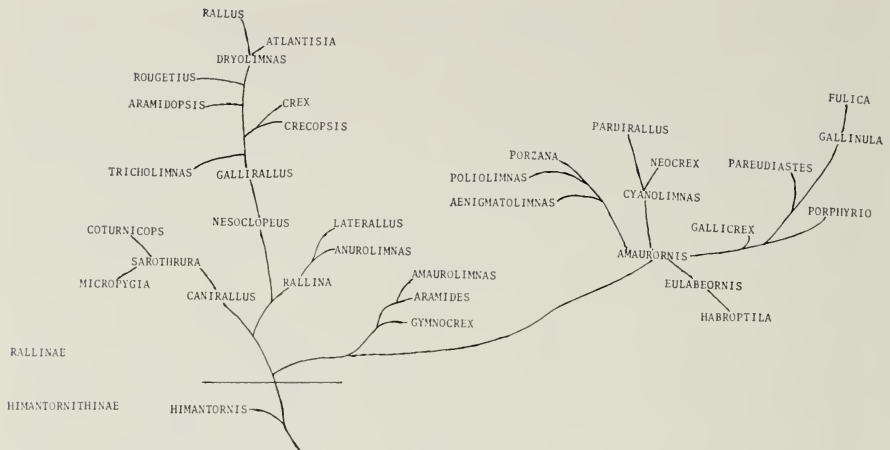 RALLUS
ATLANTISIA
DRYOLIMNAS
ROUGETIUS
FULICA
ARAMIDOPSIS
CREX
CRECOPSIS
PARDIRALLUS
GALLINULA
PORZANA
NEOCREX
PAREUDIASTES
TRICHOLIMNAS
GALLIRALLUS
POLIOLIMNAS
CYANOLIMNAS
AENIGMATOLIMNAS
PORPHYRIO
NESOCLOPEUS
LATERALLUS
GALLICREX
COTURNICOPS
ANUROLIMNAS
AMAURORNIS
SAROTHRURA
AMAUROLIMNAS
MICROPYGIA
RALLINA
EULABEORNIS
CANIRALLUS
ARAMIDES
HABROPTILA
GYMNOCREX
RALLINAE
HIMANTORNITHINAE
HIMANTORNIS